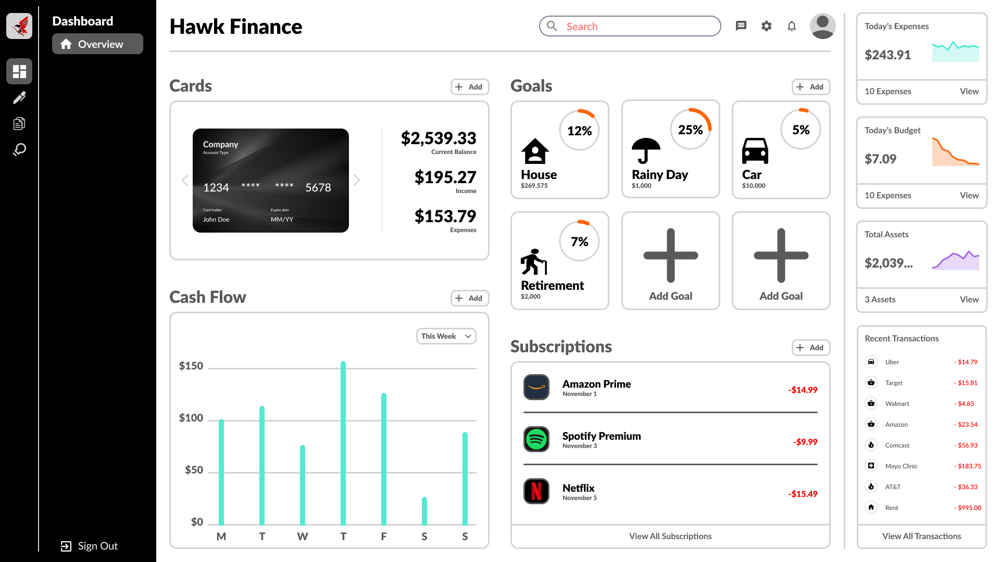 Dashboard
Overview
Sign Out
Hawk Finance
Search
Cards
Add
Company
Account Type
1234 **** **** 5678
Card holder
Expire date
John Doe
MM/YY
$2,539.33
Current Balance
$195.27
Income
$153.79
Expenses
Cash Flow
Add
This Week
$150
$100
$50
$0
M T W T F S S
Goals
Add
12%
House
$269,575
25%
Rainy Day
$1,000
5%
Car
$10,000
7%
Retirement
$2,000
Add Goal
Add Goal
Subscriptions
Add
Amazon Prime
November 1
-$14.99
Spotify Premium
November 3
-$9.99
Netflix
November 5
-$15.49
View All Subscriptions
Today's Expenses
$243.91
10 Expenses View
Today's Budget
$7.09
10 Expenses View
Total Assets
$2,039...
3 Assets View
Recent Transactions
Uber - $14.79
Target - $15.81
Walmart - $4.83
Amazon - $23.54
Comcast - $56.93
Mayo Clinic - $183.75
AT&T - $36.33
Rent - $995.00
View All Transactions